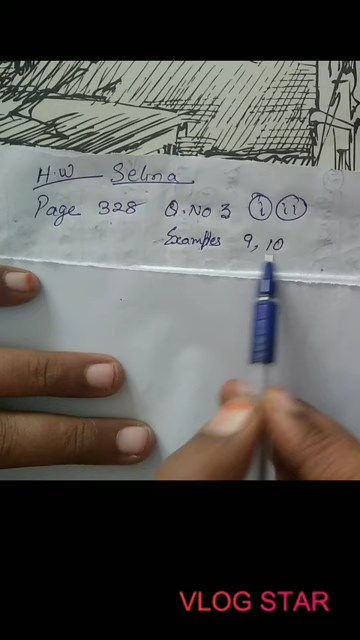 H.W Selina
Page 328 Q.No 3 (i) (ii)
Examples 9, 10
VLOG STAR